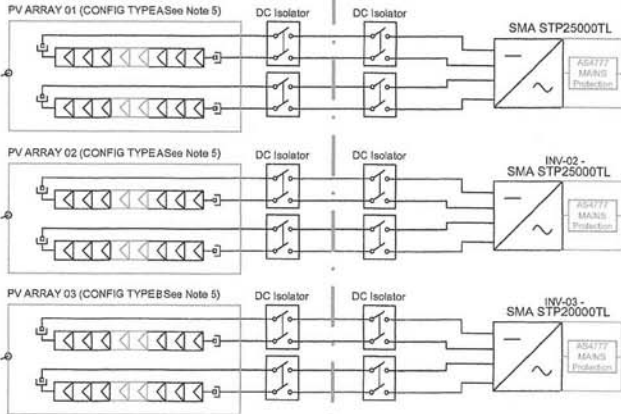 PV ARRAY 01 (CONFIG TYPEASee Note 5)
DC Isolator
DC Isolator
SMA STP25000TL
AS4777
MAINS
Protection
PV ARRAY 02 (CONFIG TYPEASee Note 5)
DC Isolator
DC Isolator
INV-02 -
SMA STP25000TL
AS4777
MAINS
Protection
PV ARRAY 03 (CONFIG TYPEBSee Note 5)
DC Isolator
DC Isolator
INV-03 -
SMA STP20000TL
AS4777
MAINS
Protection